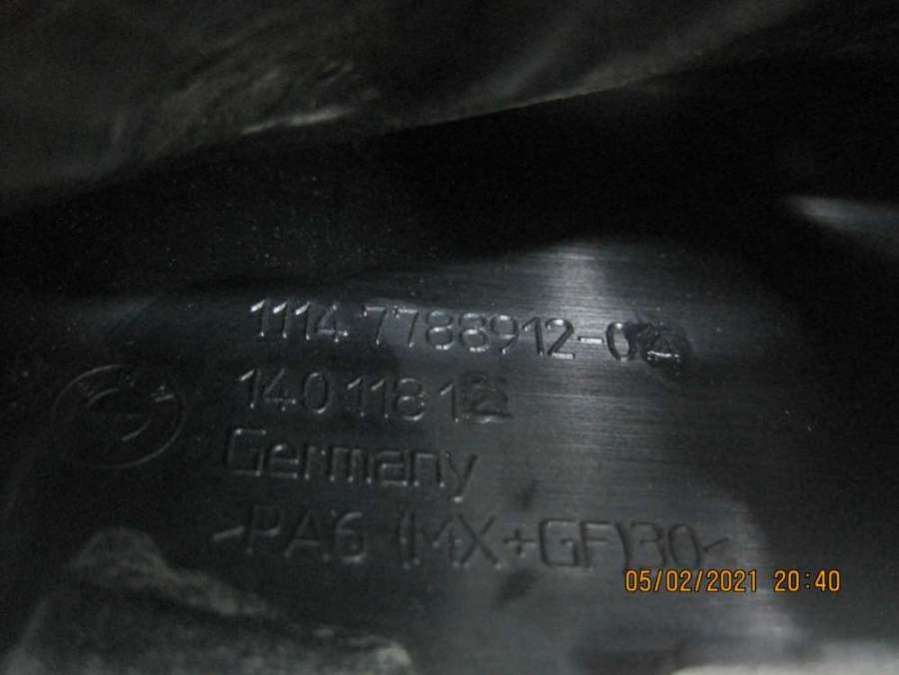 1114 7788912-0
140 118 12
Germany
>PA6 (MX+GF)30<
05/02/2021 20:40